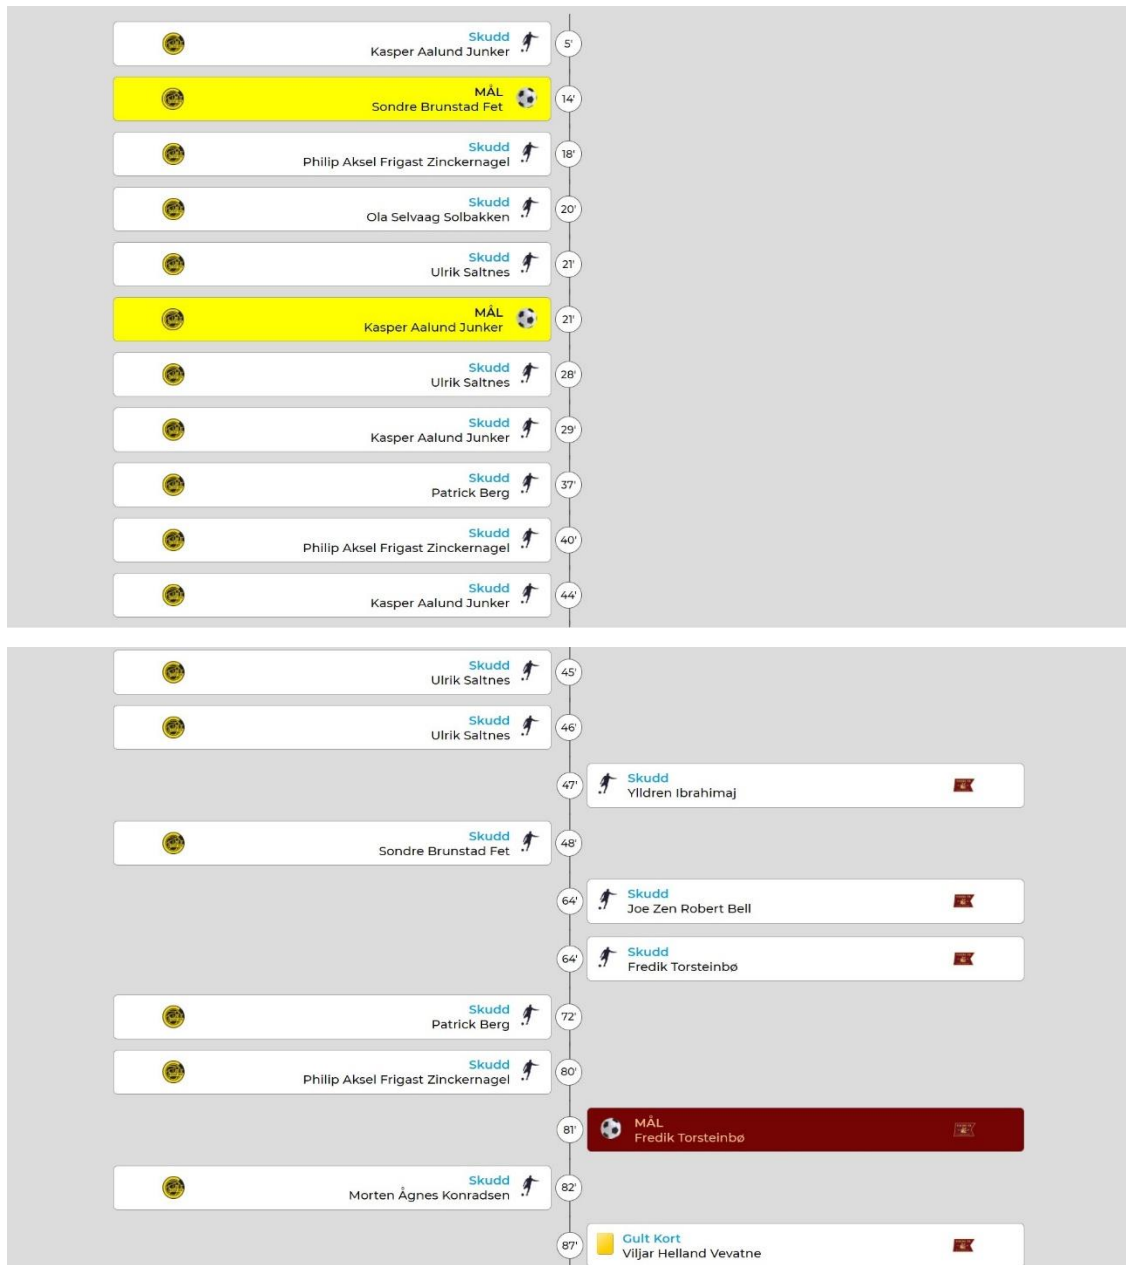 Skudd
Kasper Aalund Junker
5'
MÅL
Sondre Brunstad Fet
14'
Skudd
Philip Aksel Frigast Zinckernagel
18'
Skudd
Ola Selvaag Solbakken
20'
Skudd
Ulrik Saltnes
21'
MÅL
Kasper Aalund Junker
21'
Skudd
Ulrik Saltnes
28'
Skudd
Kasper Aalund Junker
29'
Skudd
Patrick Berg
37'
Skudd
Philip Aksel Frigast Zinckernagel
40'
Skudd
Kasper Aalund Junker
44'
Skudd
Ulrik Saltnes
45'
Skudd
Ulrik Saltnes
46'
47'
Skudd
Ylldren Ibrahimaj
Skudd
Sondre Brunstad Fet
48'
64'
Skudd
Joe Zen Robert Bell
64'
Skudd
Fredik Torsteinbø
Skudd
Patrick Berg
72'
Skudd
Philip Aksel Frigast Zinckernagel
80'
81'
MÅL
Fredik Torsteinbø
Skudd
Morten Ågnes Konradsen
82'
87'
Gult Kort
Viljar Helland Vevatne